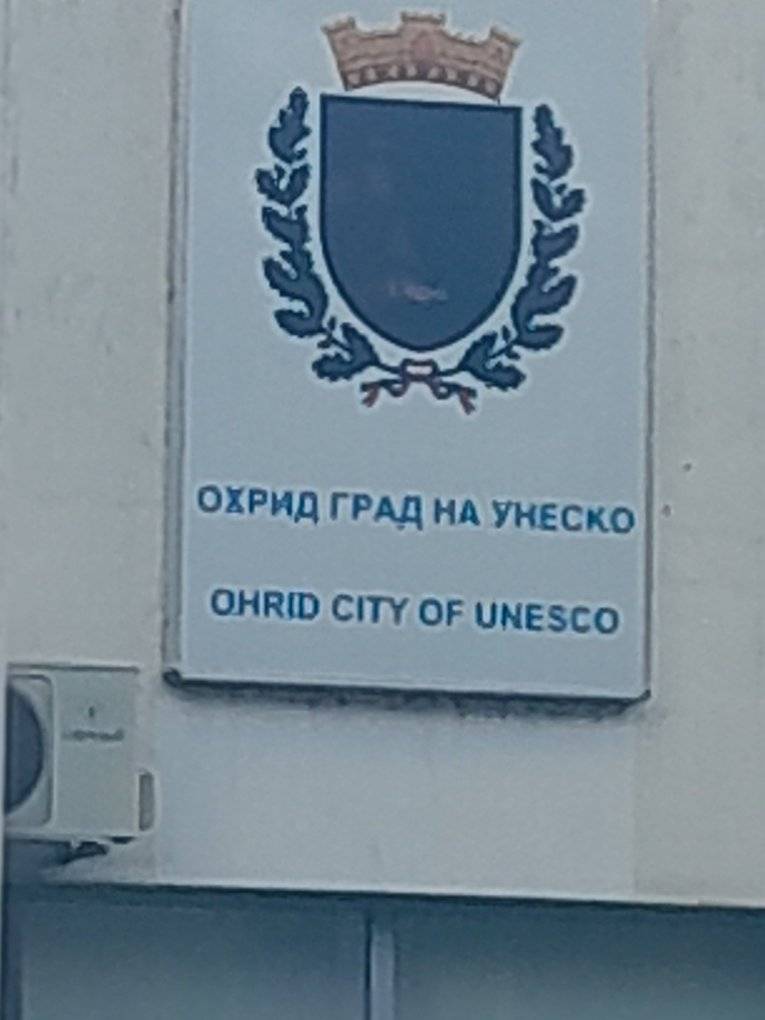 ОХРИД ГРАД НА УНЕСКО
OHRID CITY OF UNESCO